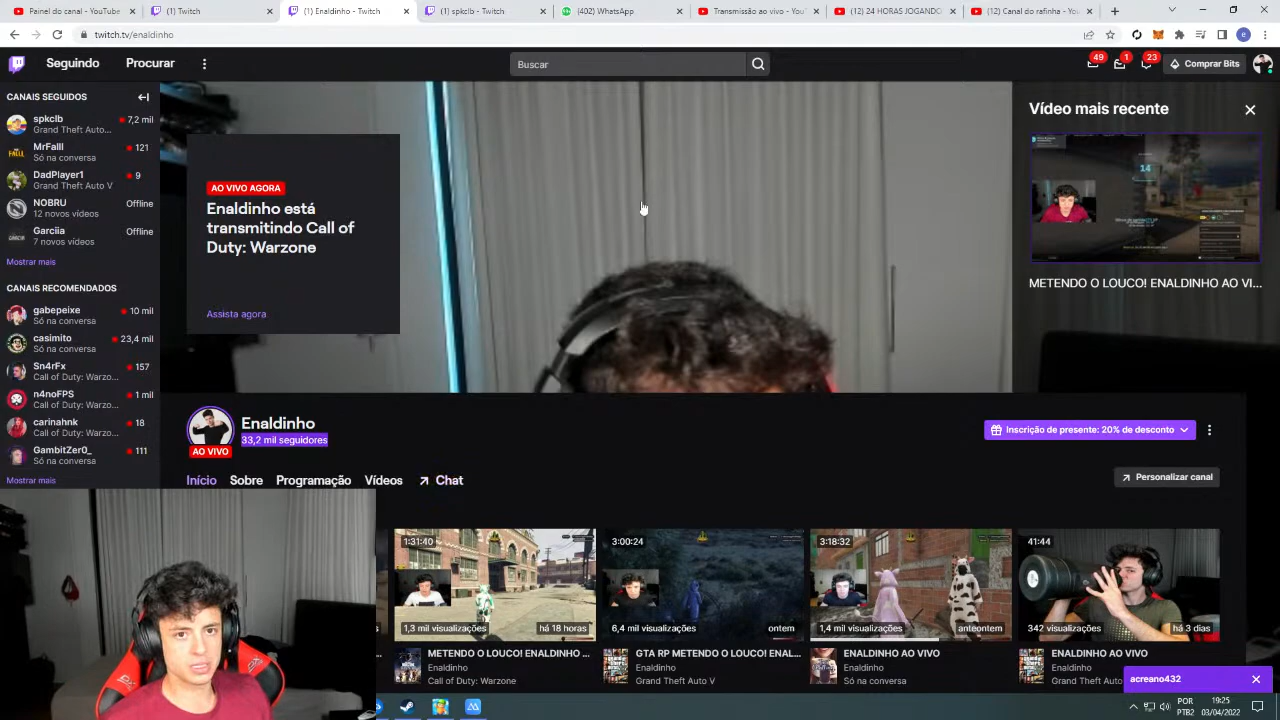 Painel do canal - YouTube
Twitch
(1) Enaldinho - Twitch
(1) spkclb - Twitch
(402) WhatsApp
Transmissão ao vivo - YouT
(12) 24 HORAS JOGANDO
(12) Canal do rafinha - You
twitch.tv/enaldinho
Seguindo
Procurar
Buscar
49
1
23
Comprar Bits
CANAIS SEGUIDOS
spkclb
7,2 mil
Grand Theft Auto...
MrFalll
121
Só na conversa
DadPlayer1
9
Grand Theft Auto V
NOBRU
Offline
12 novos vídeos
Garciia
Offline
7 novos vídeos
Mostrar mais
CANAIS RECOMENDADOS
gabepeixe
10 mil
Só na conversa
casimito
23,4 mil
Só na conversa
Sn4rFx
157
Call of Duty: Warzo...
n4noFPS
1 mil
Call of Duty: Warzo...
carinahnk
18
Call of Duty: Warzo...
GambitZer0_
111
Só na conversa
Mostrar mais
AO VIVO AGORA
Enaldinho está
transmitindo Call of
Duty: Warzone
Assista agora
Vídeo mais recente
14
METENDO O LOUCO! ENALDINHO AO VI...
Enaldinho
33,2 mil seguidores
AO VIVO
Inscrição de presente: 20% de desconto
Início
Sobre
Programação
Vídeos
Chat
Personalizar canal
1:31:40
1,3 mil visualizações
há 18 horas
METENDO O LOUCO! ENALDINHO ...
Enaldinho
Call of Duty: Warzone
3:00:24
6,4 mil visualizações
ontem
GTA RP METENDO O LOUCO! ENAL...
Enaldinho
Grand Theft Auto V
3:18:32
1,4 mil visualizações
anteontem
ENALDINHO AO VIVO
Enaldinho
Só na conversa
41:44
342 visualizações
há 3 dias
ENALDINHO AO VIVO
Enaldinho
Grand Theft Auto
acreano432
POR
PTB2
19:25
03/04/2022